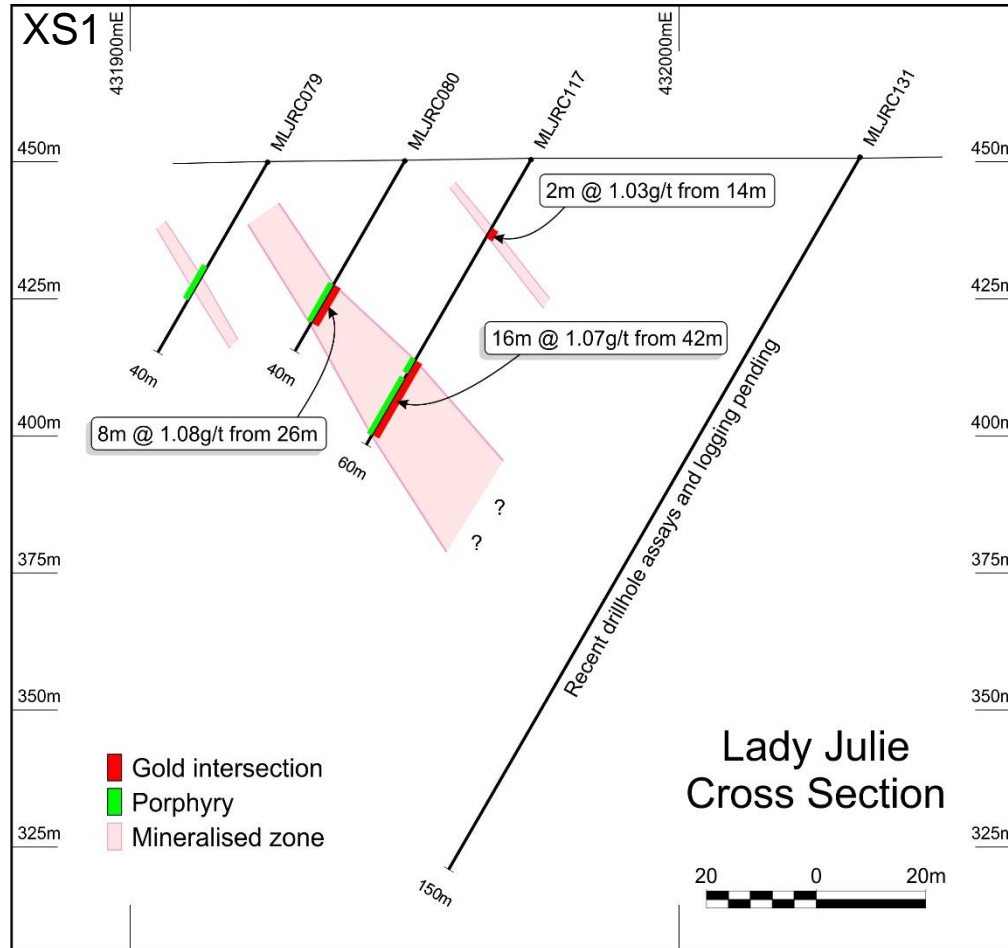 XS1
431900mE
432000mE
MLJRC079
MLJRC080
MLJRC117
MLJRC131
450m
450m
2m @ 1.03g/t from 14m
425m
425m
16m @ 1.07g/t from 42m
40m
40m
8m @ 1.08g/t from 26m
400m
400m
60m
?
?
375m
375m
Recent drillhole assays and logging pending
350m
350m
Lady Julie
Cross Section
Gold intersection
Porphyry
Mineralised zone
325m
325m
150m
20
0
20m